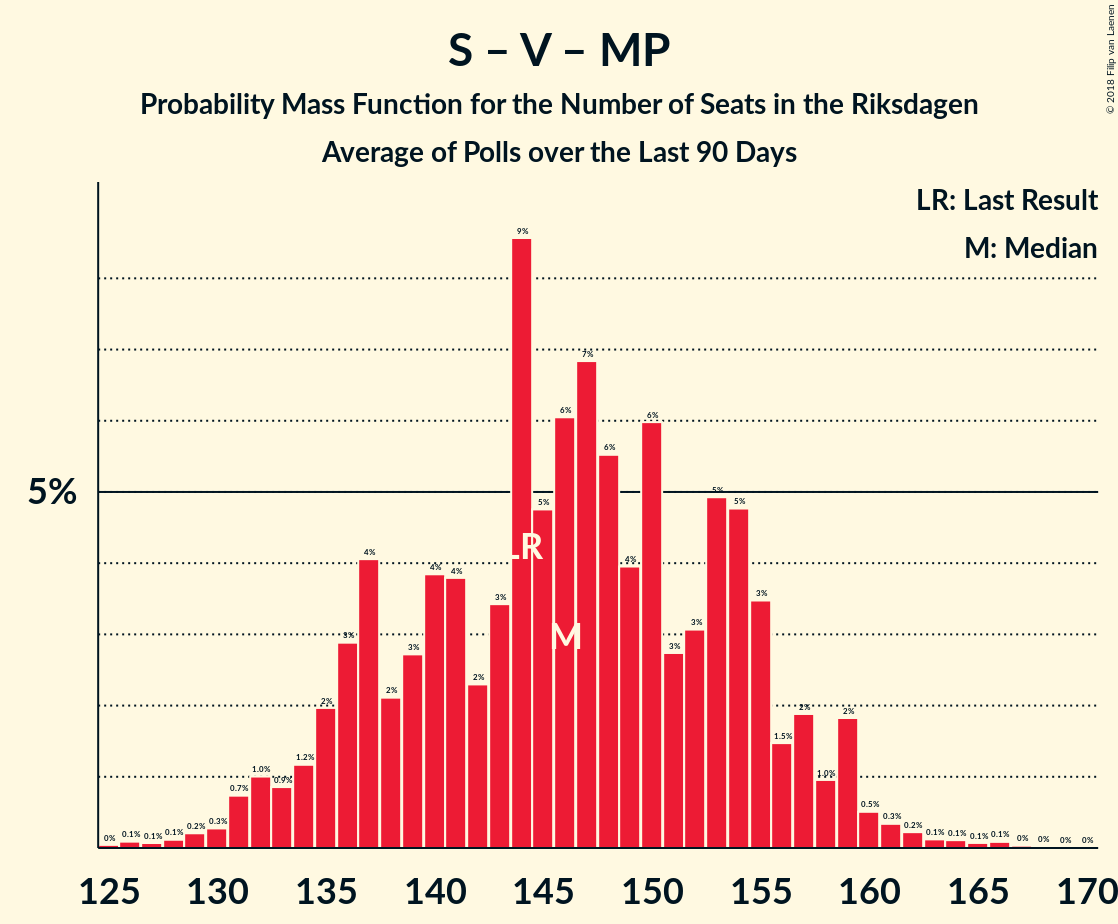 S – V – MP
Probability Mass Function for the Number of Seats in the Riksdagen
Average of Polls over the Last 90 Days
© 2018 Filip van Laenen
LR: Last Result
M: Median
5%
0% 0.1% 0.1% 0.1% 0.2% 0.3% 0.7% 1.0% 0.9% 1.2% 2% 3% 4% 2% 3% 4% 4% 2% 3% 9% 5% 6% 7% 6% 4% 6% 3% 3% 5% 5% 3% 1.5% 2% 1.0% 2% 0.5% 0.3% 0.2% 0.1% 0.1% 0.1% 0.1% 0% 0% 0% 0%
LR
M
125 130 135 140 145 150 155 160 165 170